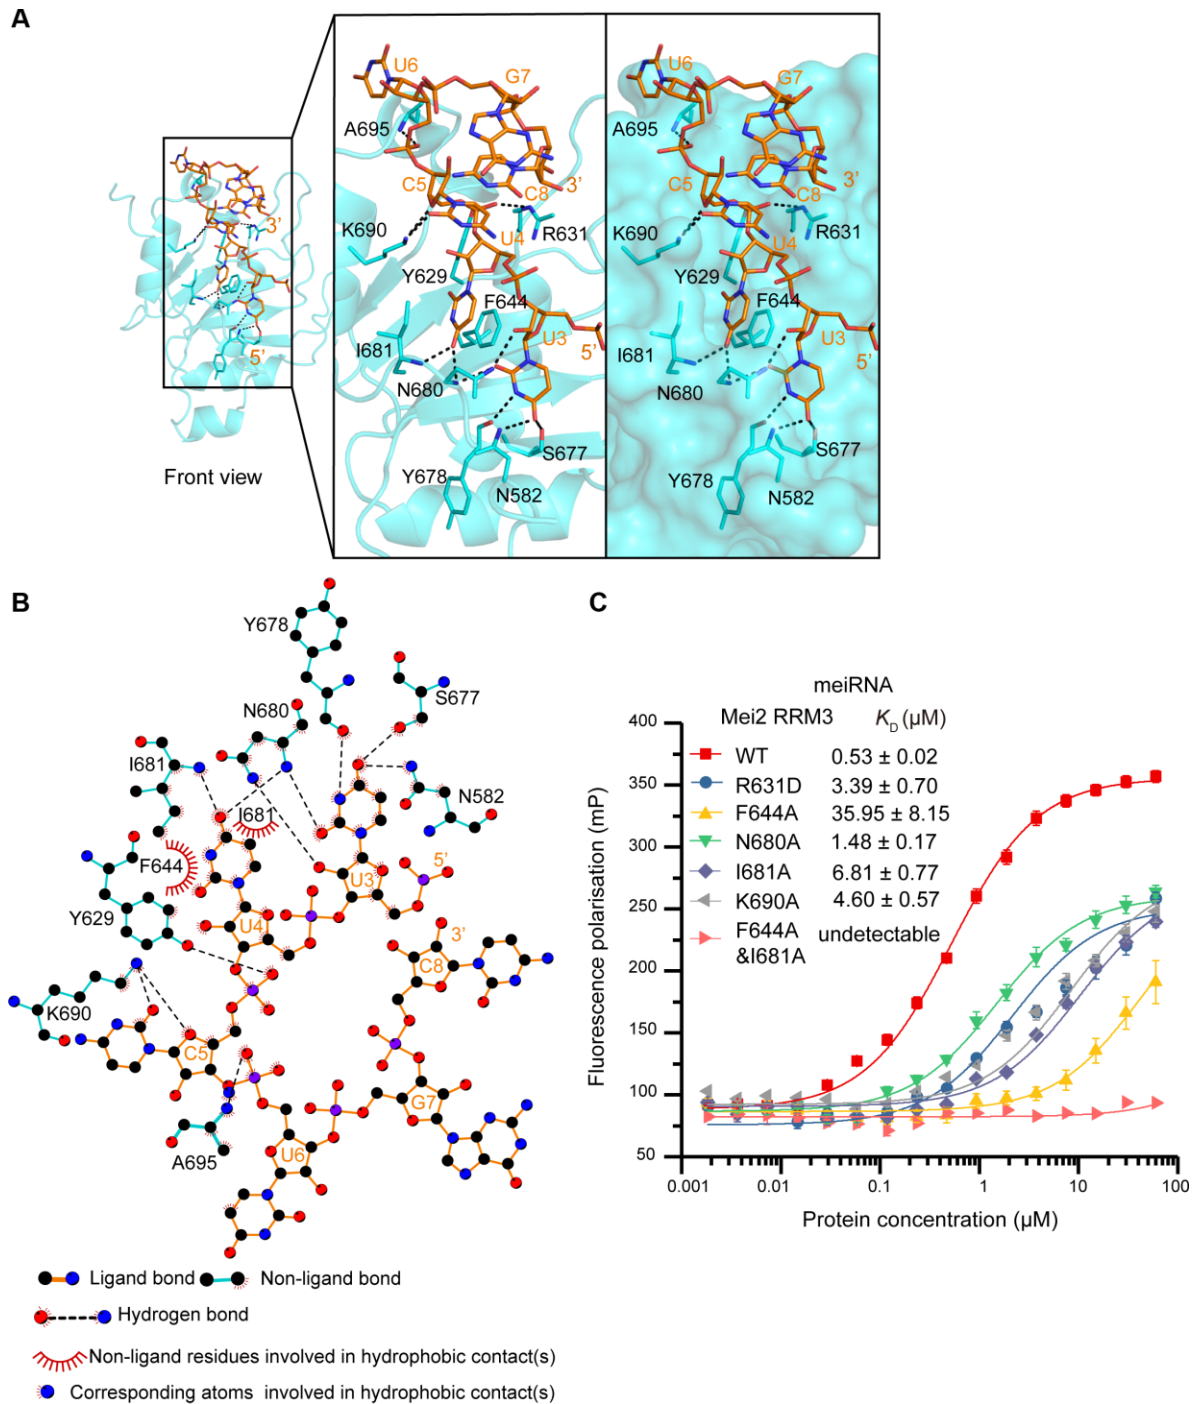 A
U6
G7
A695
C5
C8
3'
K690
U4
R631
Y629
F644
I681
U3
5'
N680
S677
Y678
N582
U6
G7
A695
C5
C8
3'
K690
U4
R631
Y629
F644
I681
U3
5'
N680
S677
Y678
N582
3'
5'
Front view
B
Y678
S677
N680
I681
I681
N582
F644
5'
U3
Y629
U4
3'
C8
K690
C5
G7
A695
U6
Ligand bond
Non-ligand bond
Hydrogen bond
Non-ligand residues involved in hydrophobic contact(s)
Corresponding atoms involved in hydrophobic contact(s)
C
meiRNA
Mei2 RRM3 KD (µM)
WT 0.53 ± 0.02
R631D 3.39 ± 0.70
F644A 35.95 ± 8.15
N680A 1.48 ± 0.17
I681A 6.81 ± 0.77
K690A 4.60 ± 0.57
F644A undetectable
&I681A
400
350
300
250
200
150
100
50
Fluorescence polarisation (mP)
0.001 0.01 0.1 1 10 100
Protein concentration (µM)